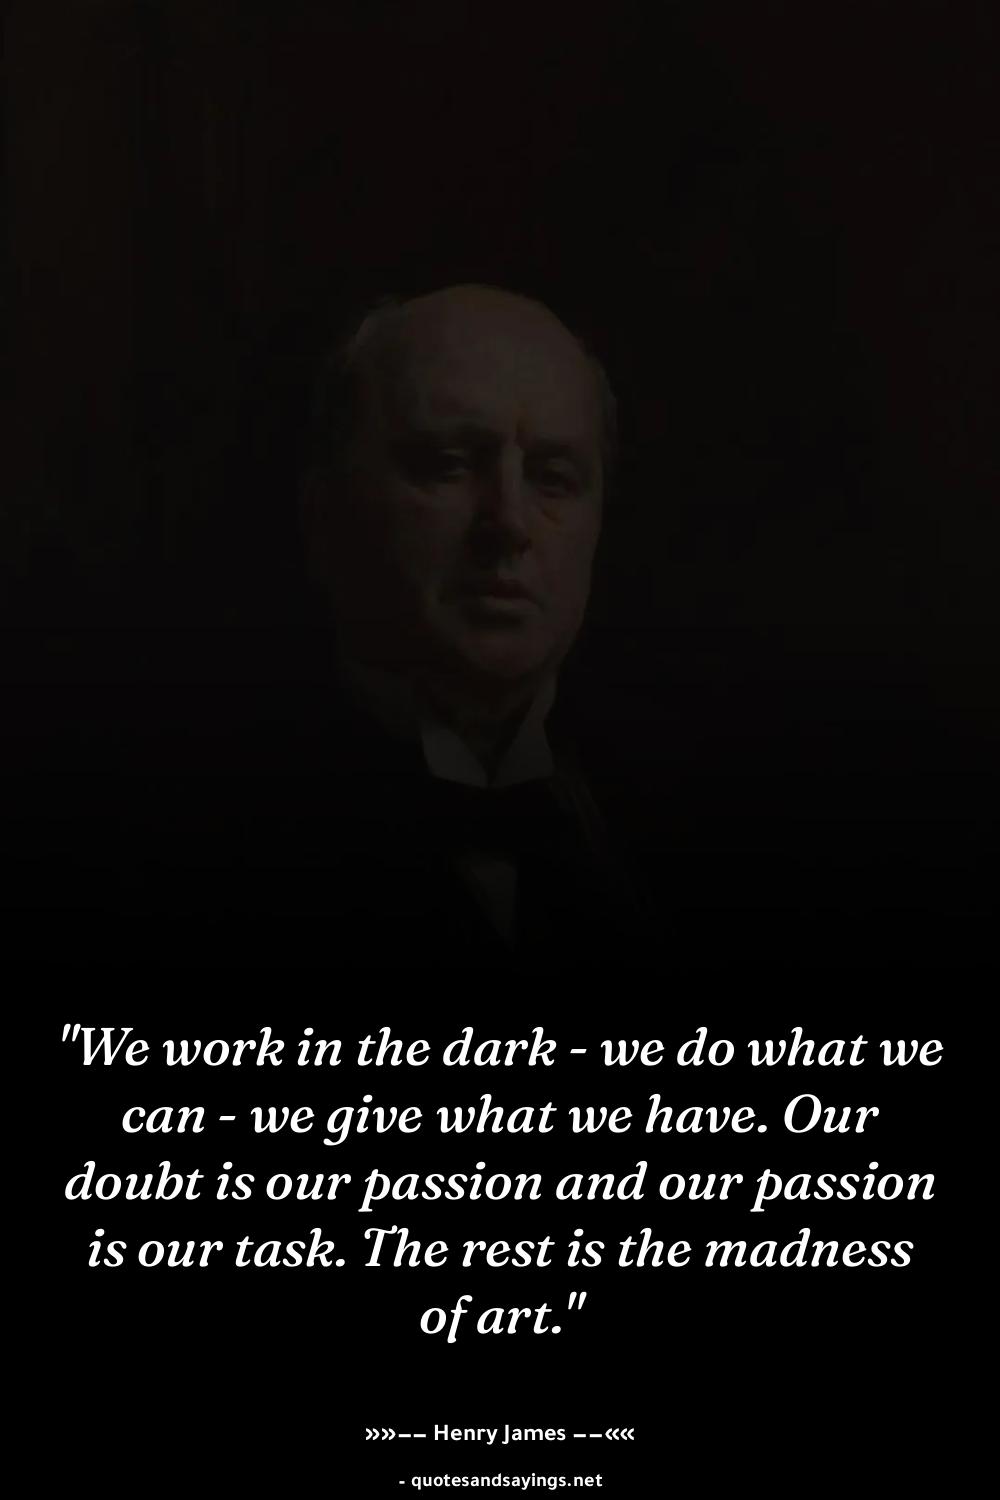 "We work in the dark - we do what we
can - we give what we have. Our
doubt is our passion and our passion
is our task. The rest is the madness
of art."
»»−− Henry James −−««
- quotesandsayings.net